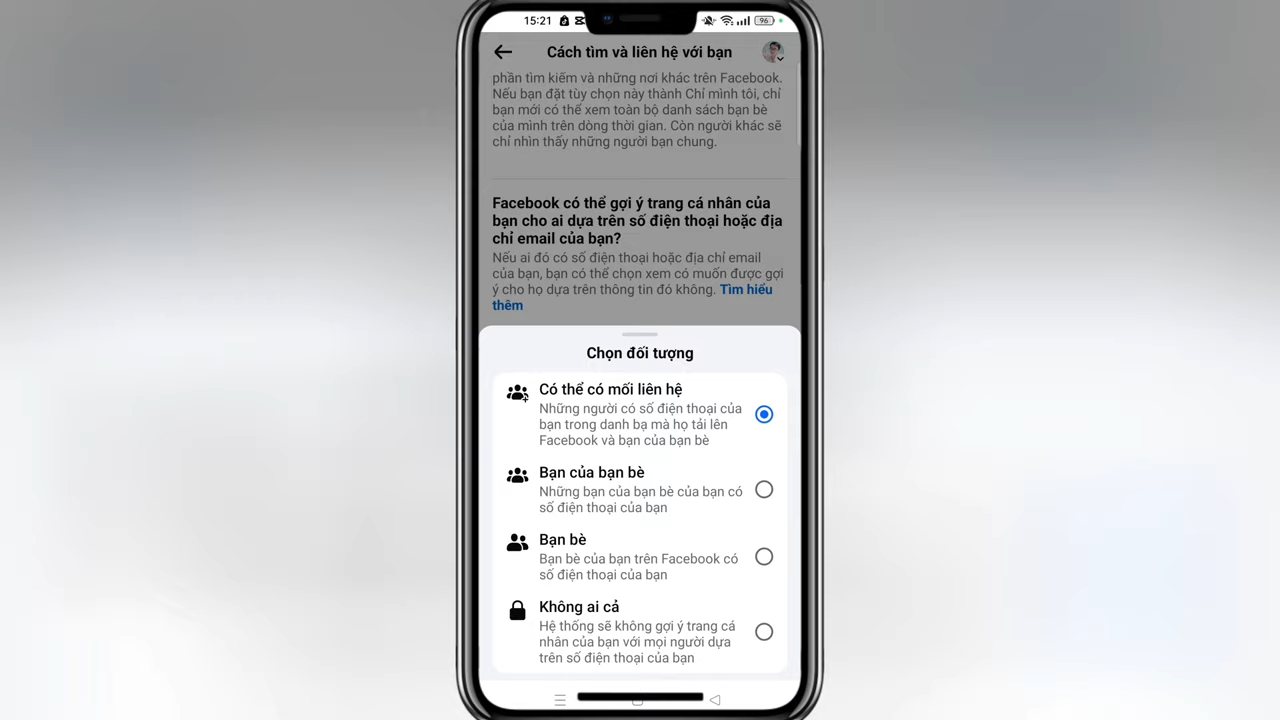 15:21
96
Cách tìm và liên hệ với bạn
phần tìm kiếm và những nơi khác trên Facebook.
Nếu bạn đặt tùy chọn này thành Chỉ mình tôi, chỉ
bạn mới có thể xem toàn bộ danh sách bạn bè
của mình trên dòng thời gian. Còn người khác sẽ
chỉ nhìn thấy những người bạn chung.
Facebook có thể gợi ý trang cá nhân của
bạn cho ai dựa trên số điện thoại hoặc địa
chỉ email của bạn?
Nếu ai đó có số điện thoại hoặc địa chỉ email
của bạn, bạn có thể chọn xem có muốn được gợi
ý cho họ dựa trên thông tin đó không. Tìm hiểu
thêm
Chọn đối tượng
Có thể có mối liên hệ
Những người có số điện thoại của
bạn trong danh bạ mà họ tải lên
Facebook và bạn của bạn bè
Bạn của bạn bè
Những bạn của bạn bè của bạn có
số điện thoại của bạn
Bạn bè
Bạn bè của bạn trên Facebook có
số điện thoại của bạn
Không ai cả
Hệ thống sẽ không gợi ý trang cá
nhân của bạn với mọi người dựa
trên số điện thoại của bạn